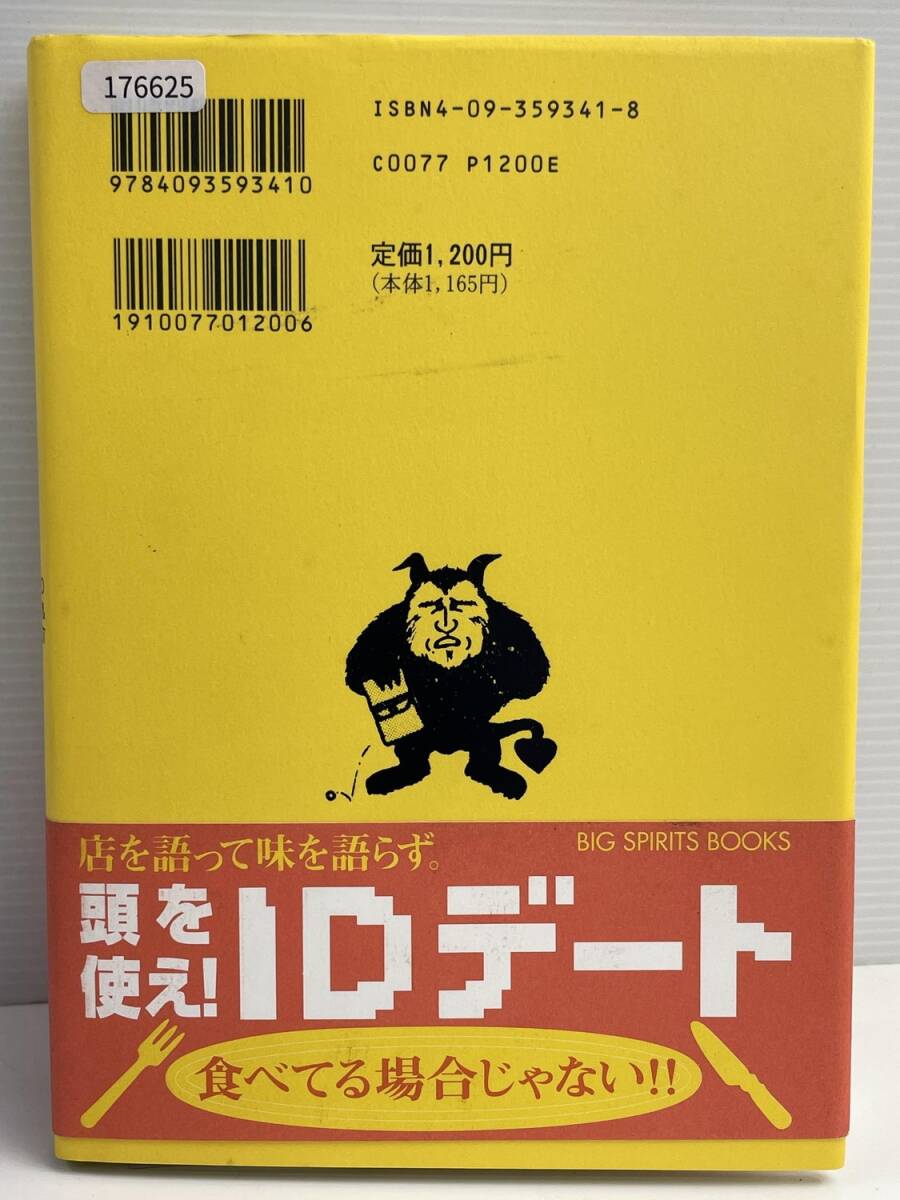 176625
ISBN4-09-359341-8
9784093593410
C0077 P1200E
定価1,200円
(本体1,165円)
1910077012006
店を語って味を語らず。
BIG SPIRITS BOOKS
頭を
使え!
IDデート
食べてる場合じゃない!!